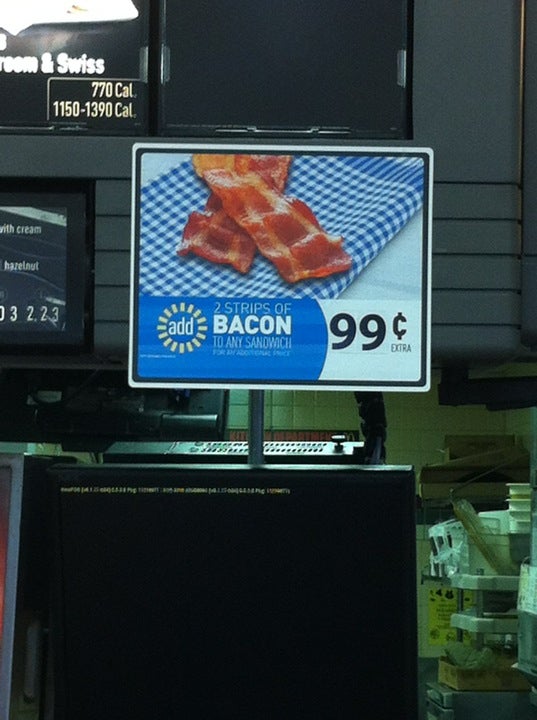 room & Swiss
770 Cal.
1150-1390 Cal.
with cream
hazelnut
03 2.23
add
2 STRIPS OF
BACON
TO ANY SANDWICH
FOR AN ADDITIONAL PRICE
99¢
EXTRA